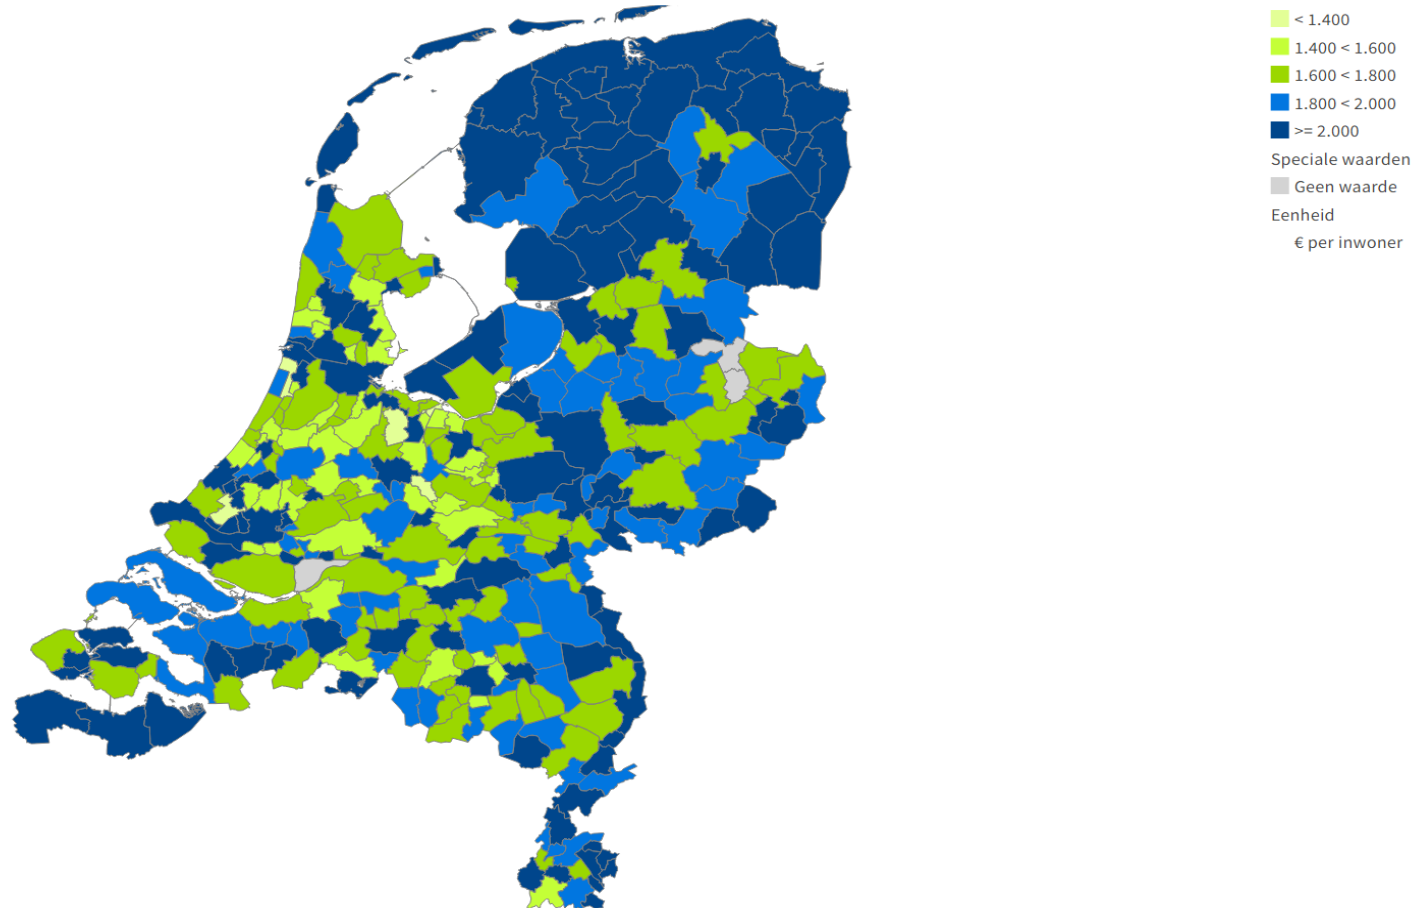 < 1.400
1.400 < 1.600
1.600 < 1.800
1.800 < 2.000
>= 2.000
Speciale waarden
Geen waarde
Eenheid
€ per inwoner